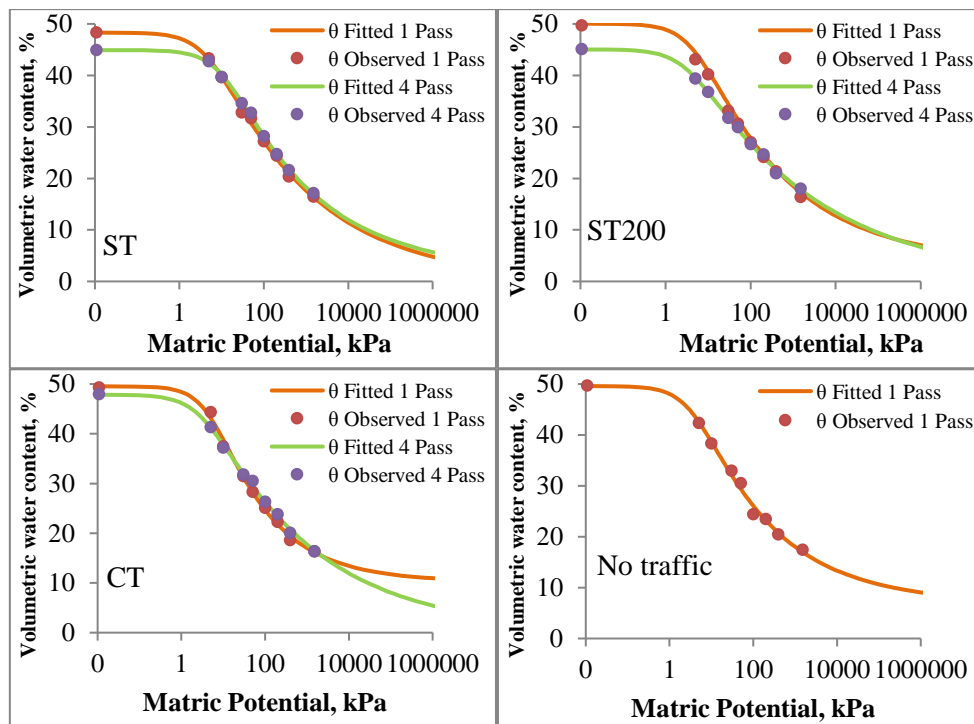 Volumetric water content, %
50
40
30
20
10
0
0 1 100 10000 1000000
Matric Potential, kPa
ST
θ Fitted 1 Pass
θ Observed 1 Pass
θ Fitted 4 Pass
θ Observed 4 Pass
Volumetric water content, %
50
40
30
20
10
0
0 1 100 10000 1000000
Matric Potential, kPa
ST200
θ Fitted 1 Pass
θ Observed 1 Pass
θ Fitted 4 Pass
θ Observed 4 Pass
Volumetric water content, %
50
40
30
20
10
0
0 1 100 10000 1000000
Matric Potential, kPa
CT
θ Fitted 1 Pass
θ Observed 1 Pass
θ Fitted 4 Pass
θ Observed 4 Pass
Volumetric water content, %
50
40
30
20
10
0
0 1 100 10000 1000000
Matric Potential, kPa
No traffic
θ Fitted 1 Pass
θ Observed 1 Pass